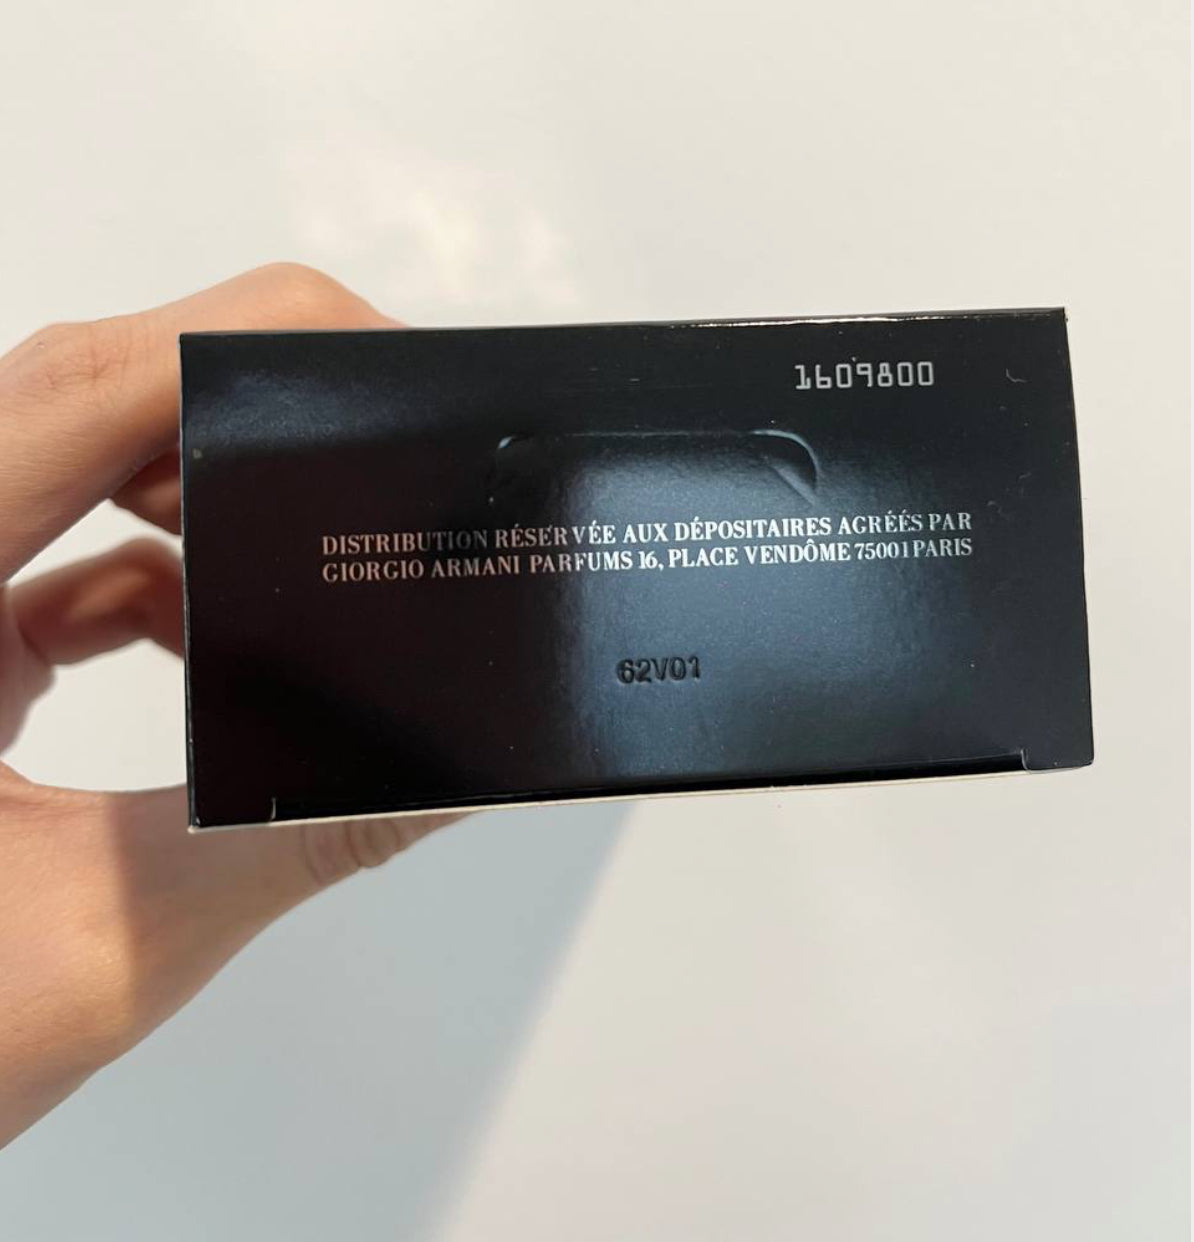 1609800
DISTRIBUTION RÉSERVÉE AUX DÉPOSITAIRES AGRÉÉS PAR
GIORGIO ARMANI PARFUMS 16, PLACE VENDÔME 75001 PARIS
62V01